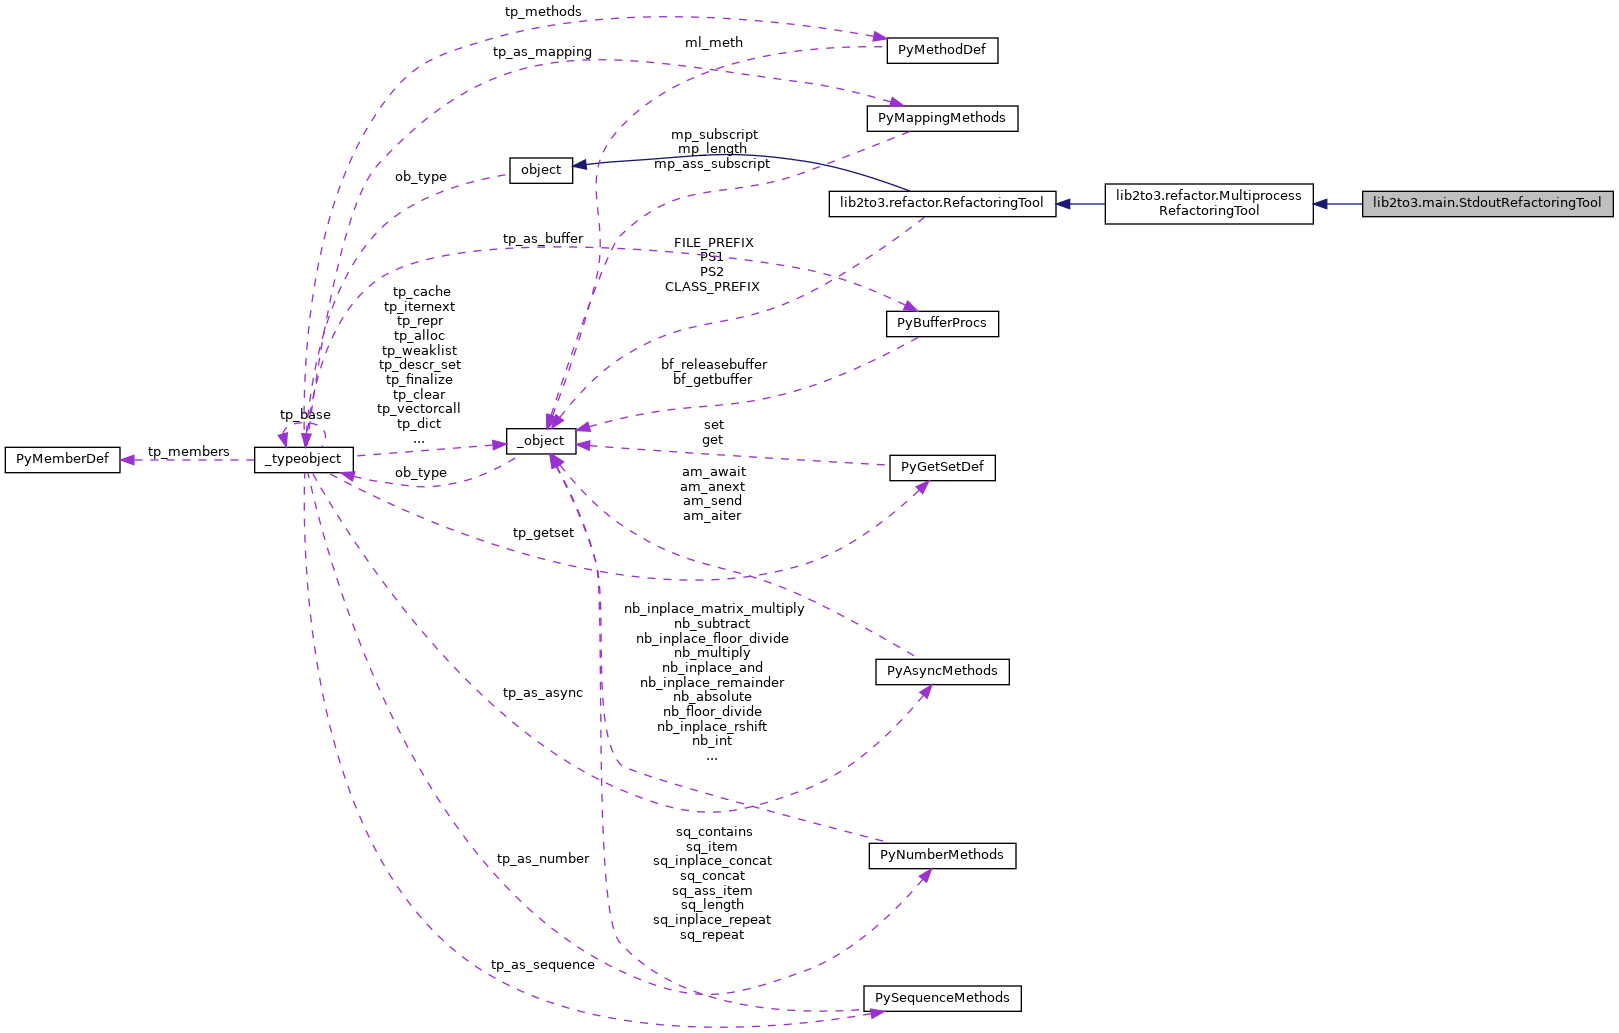 tp_methods
ml_meth
PyMethodDef
tp_as_mapping
PyMappingMethods
mp_subscript
mp_length
mp_ass_subscript
object
ob_type
lib2to3.refactor.RefactoringTool
lib2to3.refactor.Multiprocess
RefactoringTool
lib2to3.main.StdoutRefactoringTool
tp_as_buffer
FILE_PREFIX
PS1
PS2
CLASS_PREFIX
PyBufferProcs
tp_cache
tp_iternext
tp_repr
tp_alloc
tp_weaklist
tp_descr_set
tp_finalize
tp_clear
tp_vectorcall
tp_dict
...
bf_releasebuffer
bf_getbuffer
tp_base
PyMemberDef
tp_members
_typeobject
_object
ob_type
set
get
PyGetSetDef
am_await
am_anext
am_send
am_aiter
tp_getset
nb_inplace_matrix_multiply
nb_subtract
nb_inplace_floor_divide
nb_multiply
nb_inplace_and
nb_inplace_remainder
nb_absolute
nb_floor_divide
nb_inplace_rshift
nb_int
...
PyAsyncMethods
tp_as_async
PyNumberMethods
tp_as_number
sq_contains
sq_item
sq_inplace_concat
sq_concat
sq_ass_item
sq_length
sq_inplace_repeat
sq_repeat
tp_as_sequence
PySequenceMethods